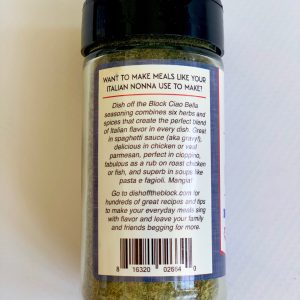 WANT TO MAKE MEALS LIKE YOUR
ITALIAN NONNA USE TO MAKE?
Dish off the Block Ciao Bella
seasoning combines six herbs and
spices that create the perfect blend
of Italian flavor in every dish. Great
in spaghetti sauce (aka gravy!),
delicious in chicken or veal
parmesan, perfect in cioppino,
fabulous as a rub on roast chicken
or fish, and superb in soups like
pasta e fagioli. Mangia!
Go to dishofftheblock.com for
hundreds of great recipes and tips
to make your everyday meals sing
with flavor and leave your family
and friends begging for more.
8 16320 02664 0